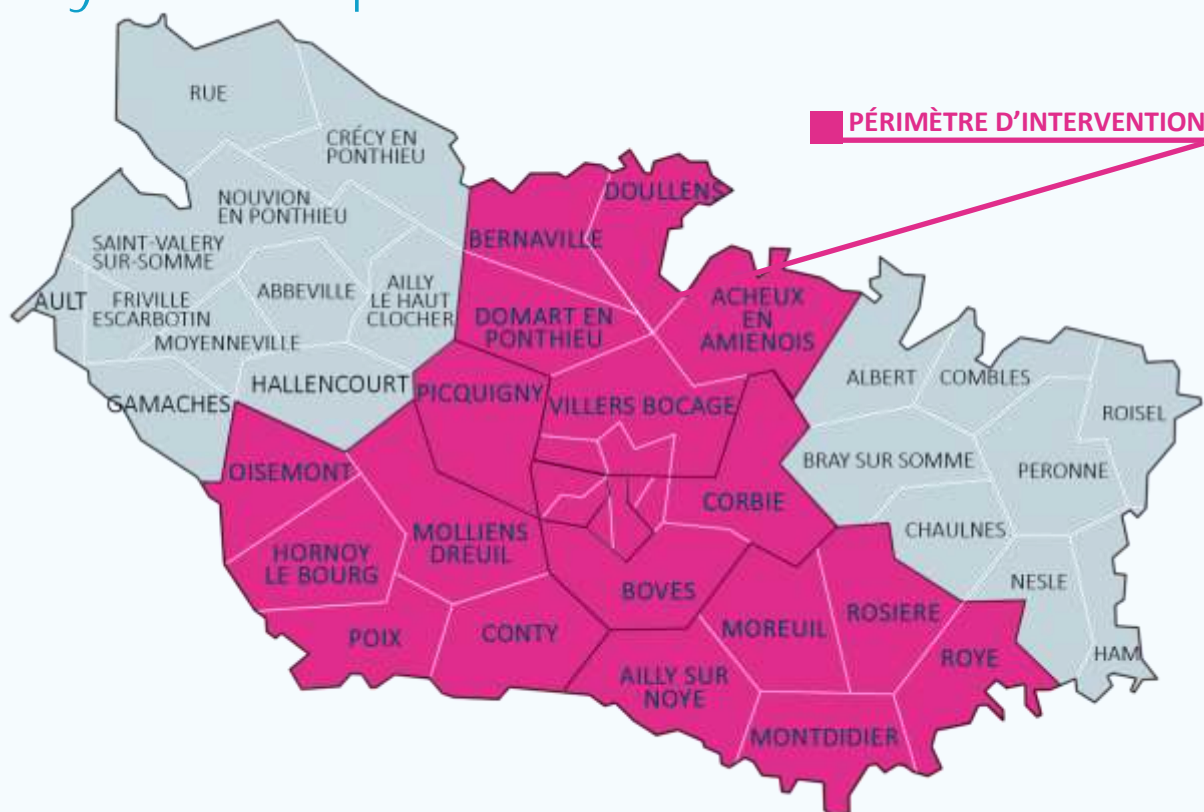 RUE
CRÉCY EN
PONTHIEU
PÉRIMÈTRE D'INTERVENTION
NOUVION
EN PONTHIEU
DOULLENS
BERNAVILLE
SAINT-VALERY
SUR-SOMME
AULT
FRIVILLE
ESCARBOTIN
ABBEVILLE
AILLY
LE HAUT
CLOCHER
MOYENNEVILLE
DOMART EN
PONTHIEU
ACHEUX
EN
AMIENOIS
GAMACHES
HALLENCOURT
PICQUIGNY
VILLERS BOCAGE
ALBERT
COMBLES
ROISEL
OISEMONT
BRAY SUR SOMME
PERONNE
CORBIE
MOLLIENS
DREUIL
CHAULNES
HORNOY
LE BOURG
NESLE
BOVES
ROSIERE
POIX
CONTY
MOREUIL
ROYE
HAM
AILLY SUR
NOYE
MONTDIDIER